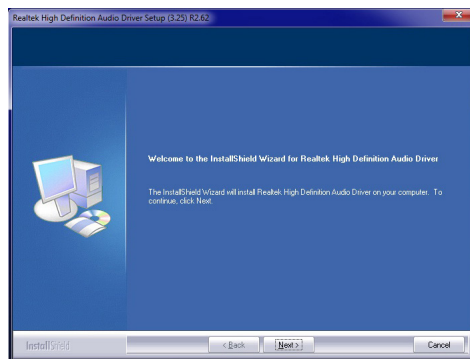 Realtek High Definition Audio Driver Setup (3.25) R2.62
Welcome to the InstallShield Wizard for Realtek High Definition Audio Driver
The InstallShield Wizard will install Realtek High Definition Audio Driver on your computer. To
continue, click Next.
InstallShield
< Back
Next >
Cancel